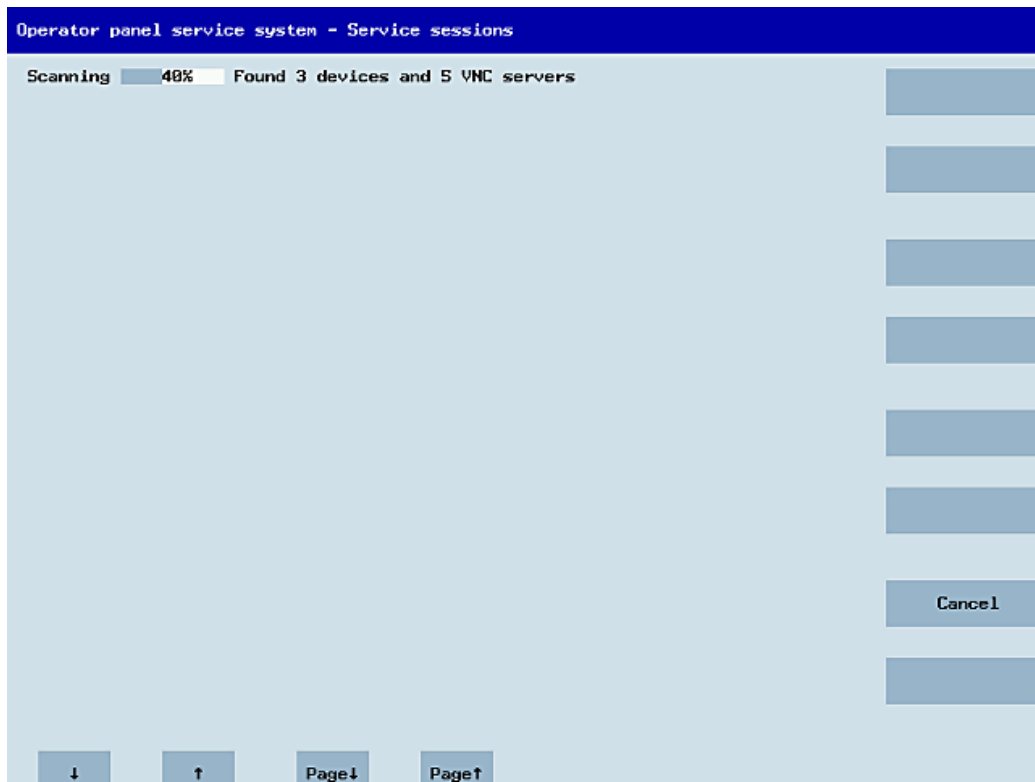 Operator panel service system - Service sessions
Scanning 40% Found 3 devices and 5 VNC servers
Cancel
↓ ↑ Page↓ Page↑